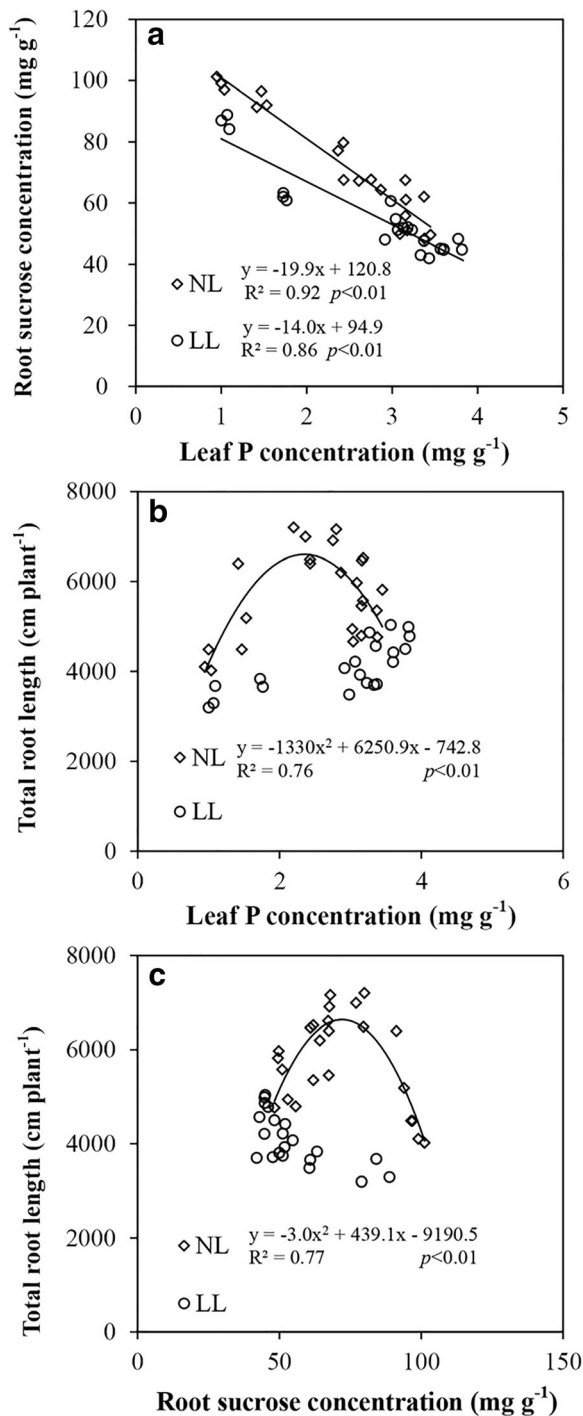 a
120
100
80
60
40
20
0
Root sucrose concentration (mg g⁻¹)
NL y = -19.9x + 120.8
R² = 0.92 p<0.01
LL y = -14.0x + 94.9
R² = 0.86 p<0.01
0 1 2 3 4 5
Leaf P concentration (mg g⁻¹)
b
8000
6000
4000
2000
0
Total root length (cm plant⁻¹)
NL y = -1330x² + 6250.9x - 742.8
R² = 0.76 p<0.01
LL
0 2 4 6
Leaf P concentration (mg g⁻¹)
c
8000
6000
4000
2000
0
Total root length (cm plant⁻¹)
NL y = -3.0x² + 439.1x - 9190.5
R² = 0.77 p<0.01
LL
0 50 100 150
Root sucrose concentration (mg g⁻¹)